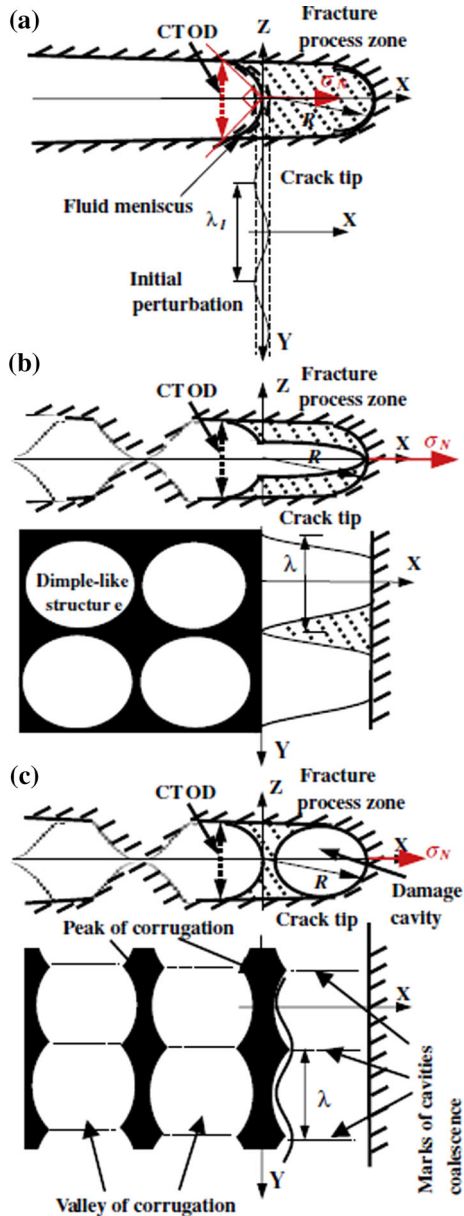 (a)
CTOD
Z
Fracture
process zone
σN
X
R
Fluid meniscus
Crack tip
λ1
X
Initial
perturbation
Y
(b)
CTOD
Z
Fracture
process zone
X
σN
R
Crack tip
λ
X
Dimple-like
structur e
Y
(c)
CTOD
Z
Fracture
process zone
X
σN
R
Damage
cavity
Crack tip
Peak of corrugation
X
λ
Marks of cavities
coalescence
Valley of corrugation
Y